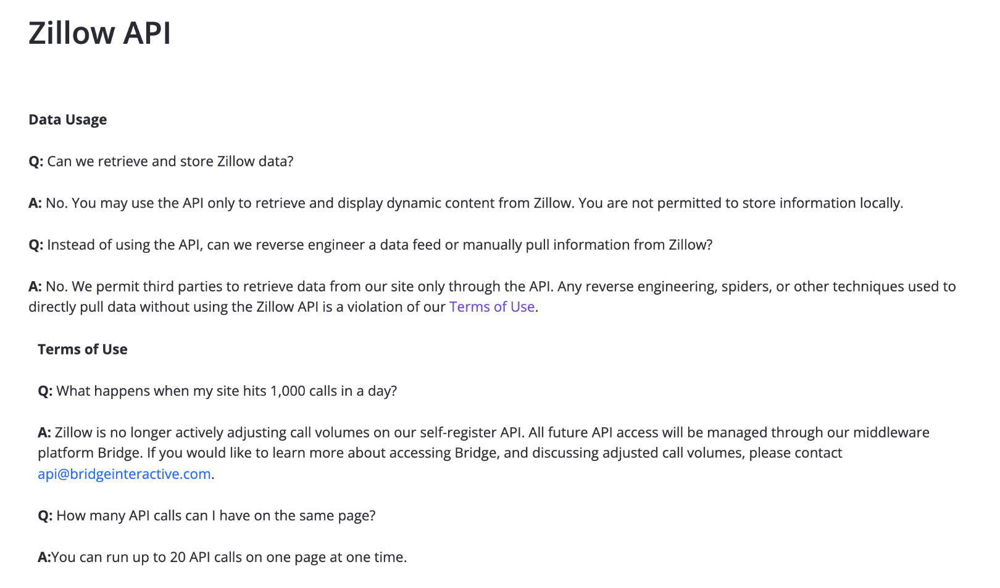 Zillow API
Data Usage
Q: Can we retrieve and store Zillow data?
A: No. You may use the API only to retrieve and display dynamic content from Zillow. You are not permitted to store information locally.
Q: Instead of using the API, can we reverse engineer a data feed or manually pull information from Zillow?
A: No. We permit third parties to retrieve data from our site only through the API. Any reverse engineering, spiders, or other techniques used to
directly pull data without using the Zillow API is a violation of our Terms of Use.
Terms of Use
Q: What happens when my site hits 1,000 calls in a day?
A: Zillow is no longer actively adjusting call volumes on our self-register API. All future API access will be managed through our middleware
platform Bridge. If you would like to learn more about accessing Bridge, and discussing adjusted call volumes, please contact
api@bridgeinteractive.com.
Q: How many API calls can I have on the same page?
A:You can run up to 20 API calls on one page at one time.